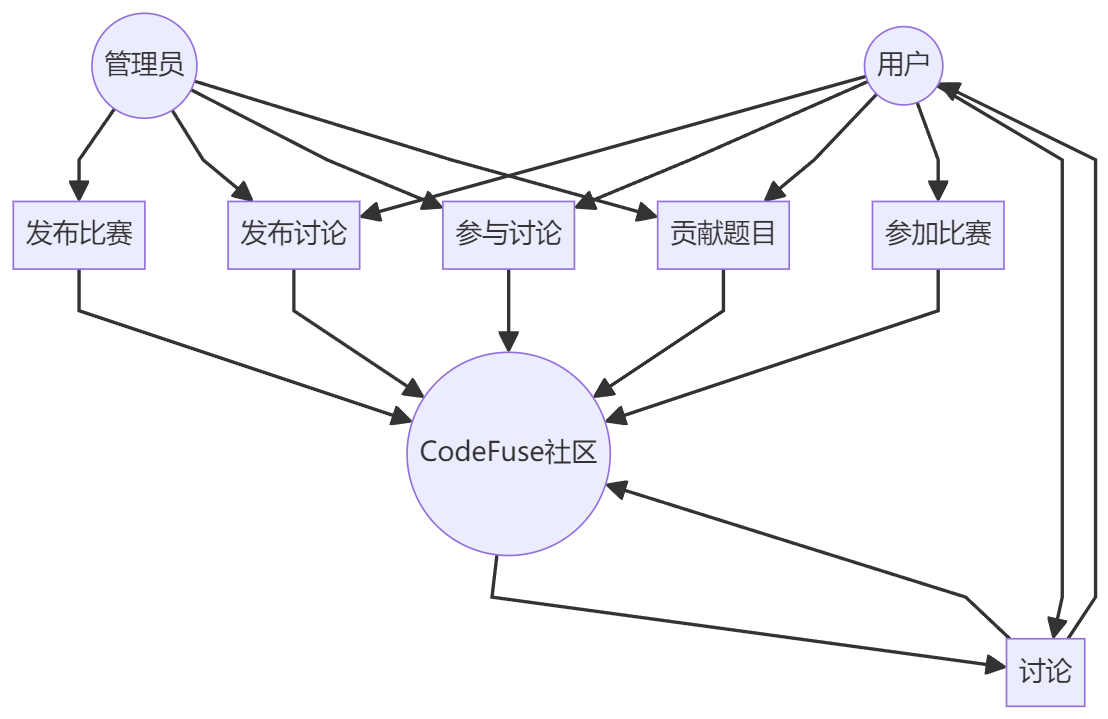 管理员
用户
发布比赛
发布讨论
参与讨论
贡献题目
参加比赛
CodeFuse社区
讨论